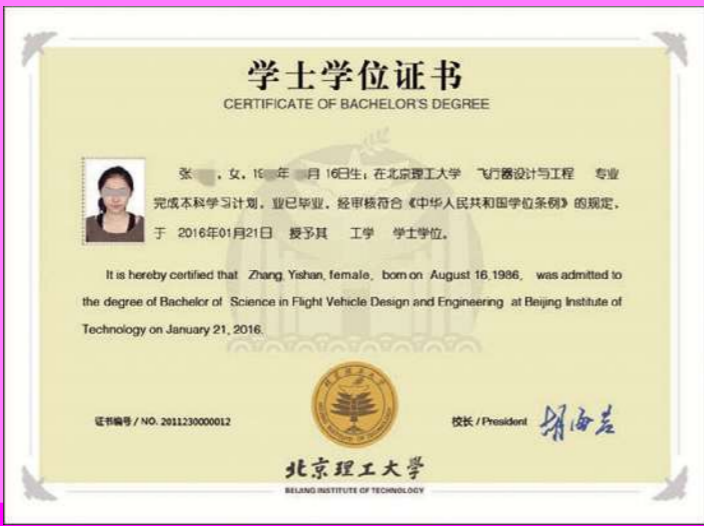 学士学位证书
CERTIFICATE OF BACHELOR'S DEGREE
张 ，女，19 年 月 16日生，在北京理工大学 飞行器设计与工程 专业
完成本科学习计划，业已毕业，经审核符合《中华人民共和国学位条例》的规定，
于 2016年01月21日 授予其 工学 学士学位。
It is hereby certified that Zhang, Yishan, female, born on August 16,1986, was admitted to
the degree of Bachelor of Science in Flight Vehicle Design and Engineering at Beijing Institute of
Technology on January 21, 2016.
证书编号 / NO. 2011230000012
校长 / President 胡海岩
北京理工大学
BEIJING INSTITUTE OF TECHNOLOGY